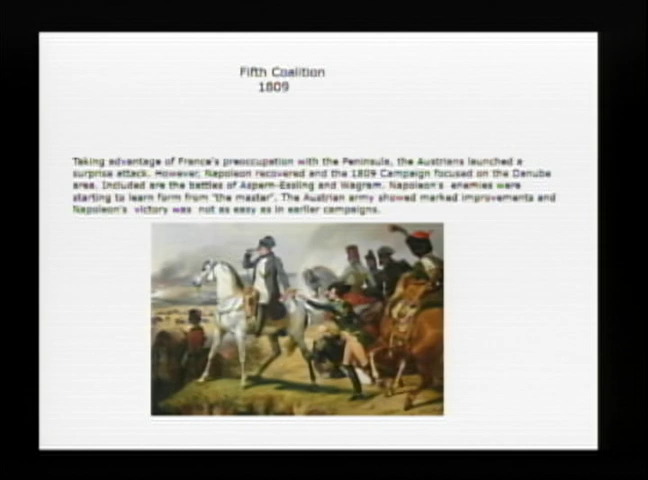 Fifth Coalition
1809
Taking advantage of France's preoccupation with the Peninsula, the Austrians launched a
surprise attack. However, Napoleon recovered and the 1809 Campaign focused on the Danube
area. Included are the battles of Aspern-Essling and Wagram. Napoleon's enemies were
starting to learn form from "the master". The Austrian army showed marked improvements and
Napoleon's victory was not as easy as in earlier campaigns.